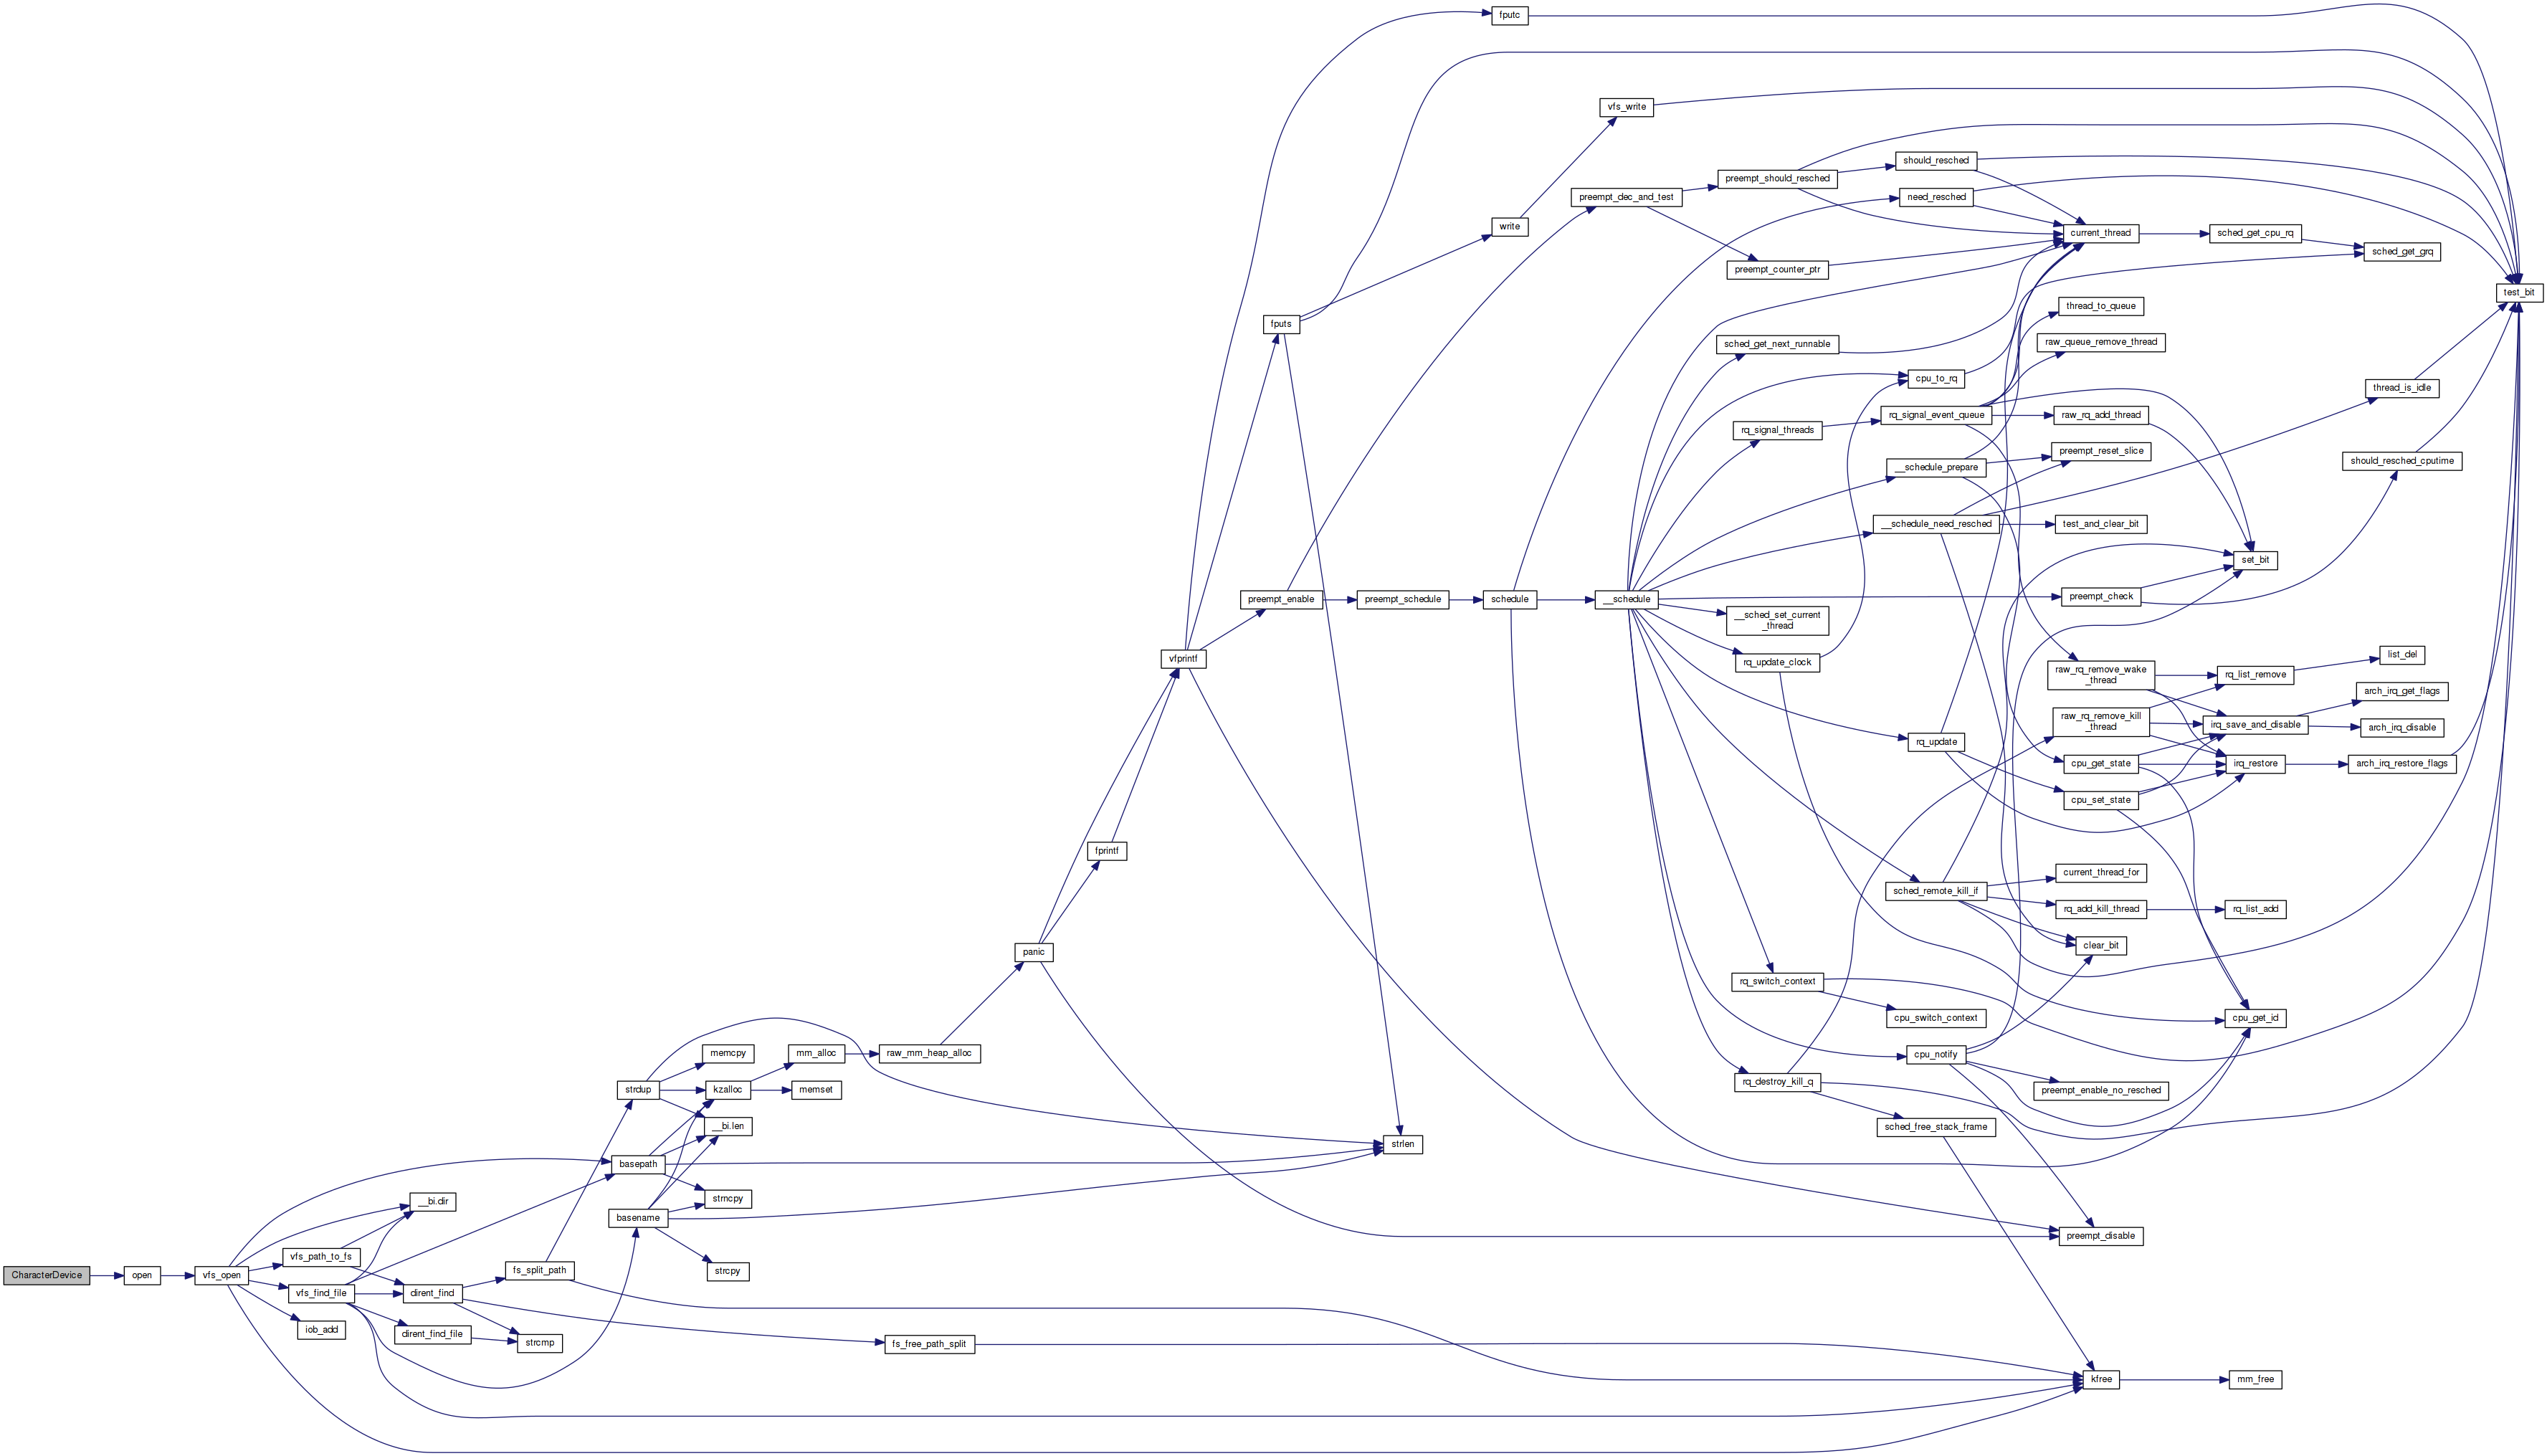 CharacterDevice
open
vfs_open
vfs_path_to_fs
vfs_find_file
iob_add
__bi.dir
dirent_find
dirent_find_file
fs_split_path
strcmp
strdup
basepath
basename
memcpy
kzalloc
__bi.len
strncpy
strcpy
mm_alloc
memset
raw_mm_heap_alloc
fs_free_path_split
panic
fprintf
vfprintf
fputs
preempt_enable
preempt_schedule
strlen
fputc
write
schedule
vfs_write
preempt_dec_and_test
__schedule
preempt_should_resched
preempt_counter_ptr
sched_get_next_runnable
rq_signal_threads
__sched_set_current
_thread
rq_update_clock
rq_switch_context
rq_destroy_kill_q
should_resched
need_resched
cpu_to_rq
rq_signal_event_queue
__schedule_prepare
__schedule_need_resched
rq_update
sched_remote_kill_if
cpu_switch_context
cpu_notify
sched_free_stack_frame
current_thread
thread_to_queue
raw_queue_remove_thread
raw_rq_add_thread
preempt_reset_slice
test_and_clear_bit
preempt_check
raw_rq_remove_wake
_thread
raw_rq_remove_kill
_thread
cpu_get_state
cpu_set_state
current_thread_for
rq_add_kill_thread
clear_bit
preempt_enable_no_resched
preempt_disable
kfree
sched_get_cpu_rq
set_bit
rq_list_remove
irq_save_and_disable
irq_restore
rq_list_add
cpu_get_id
mm_free
sched_get_grq
thread_is_idle
should_resched_cputime
list_del
arch_irq_get_flags
arch_irq_disable
arch_irq_restore_flags
test_bit